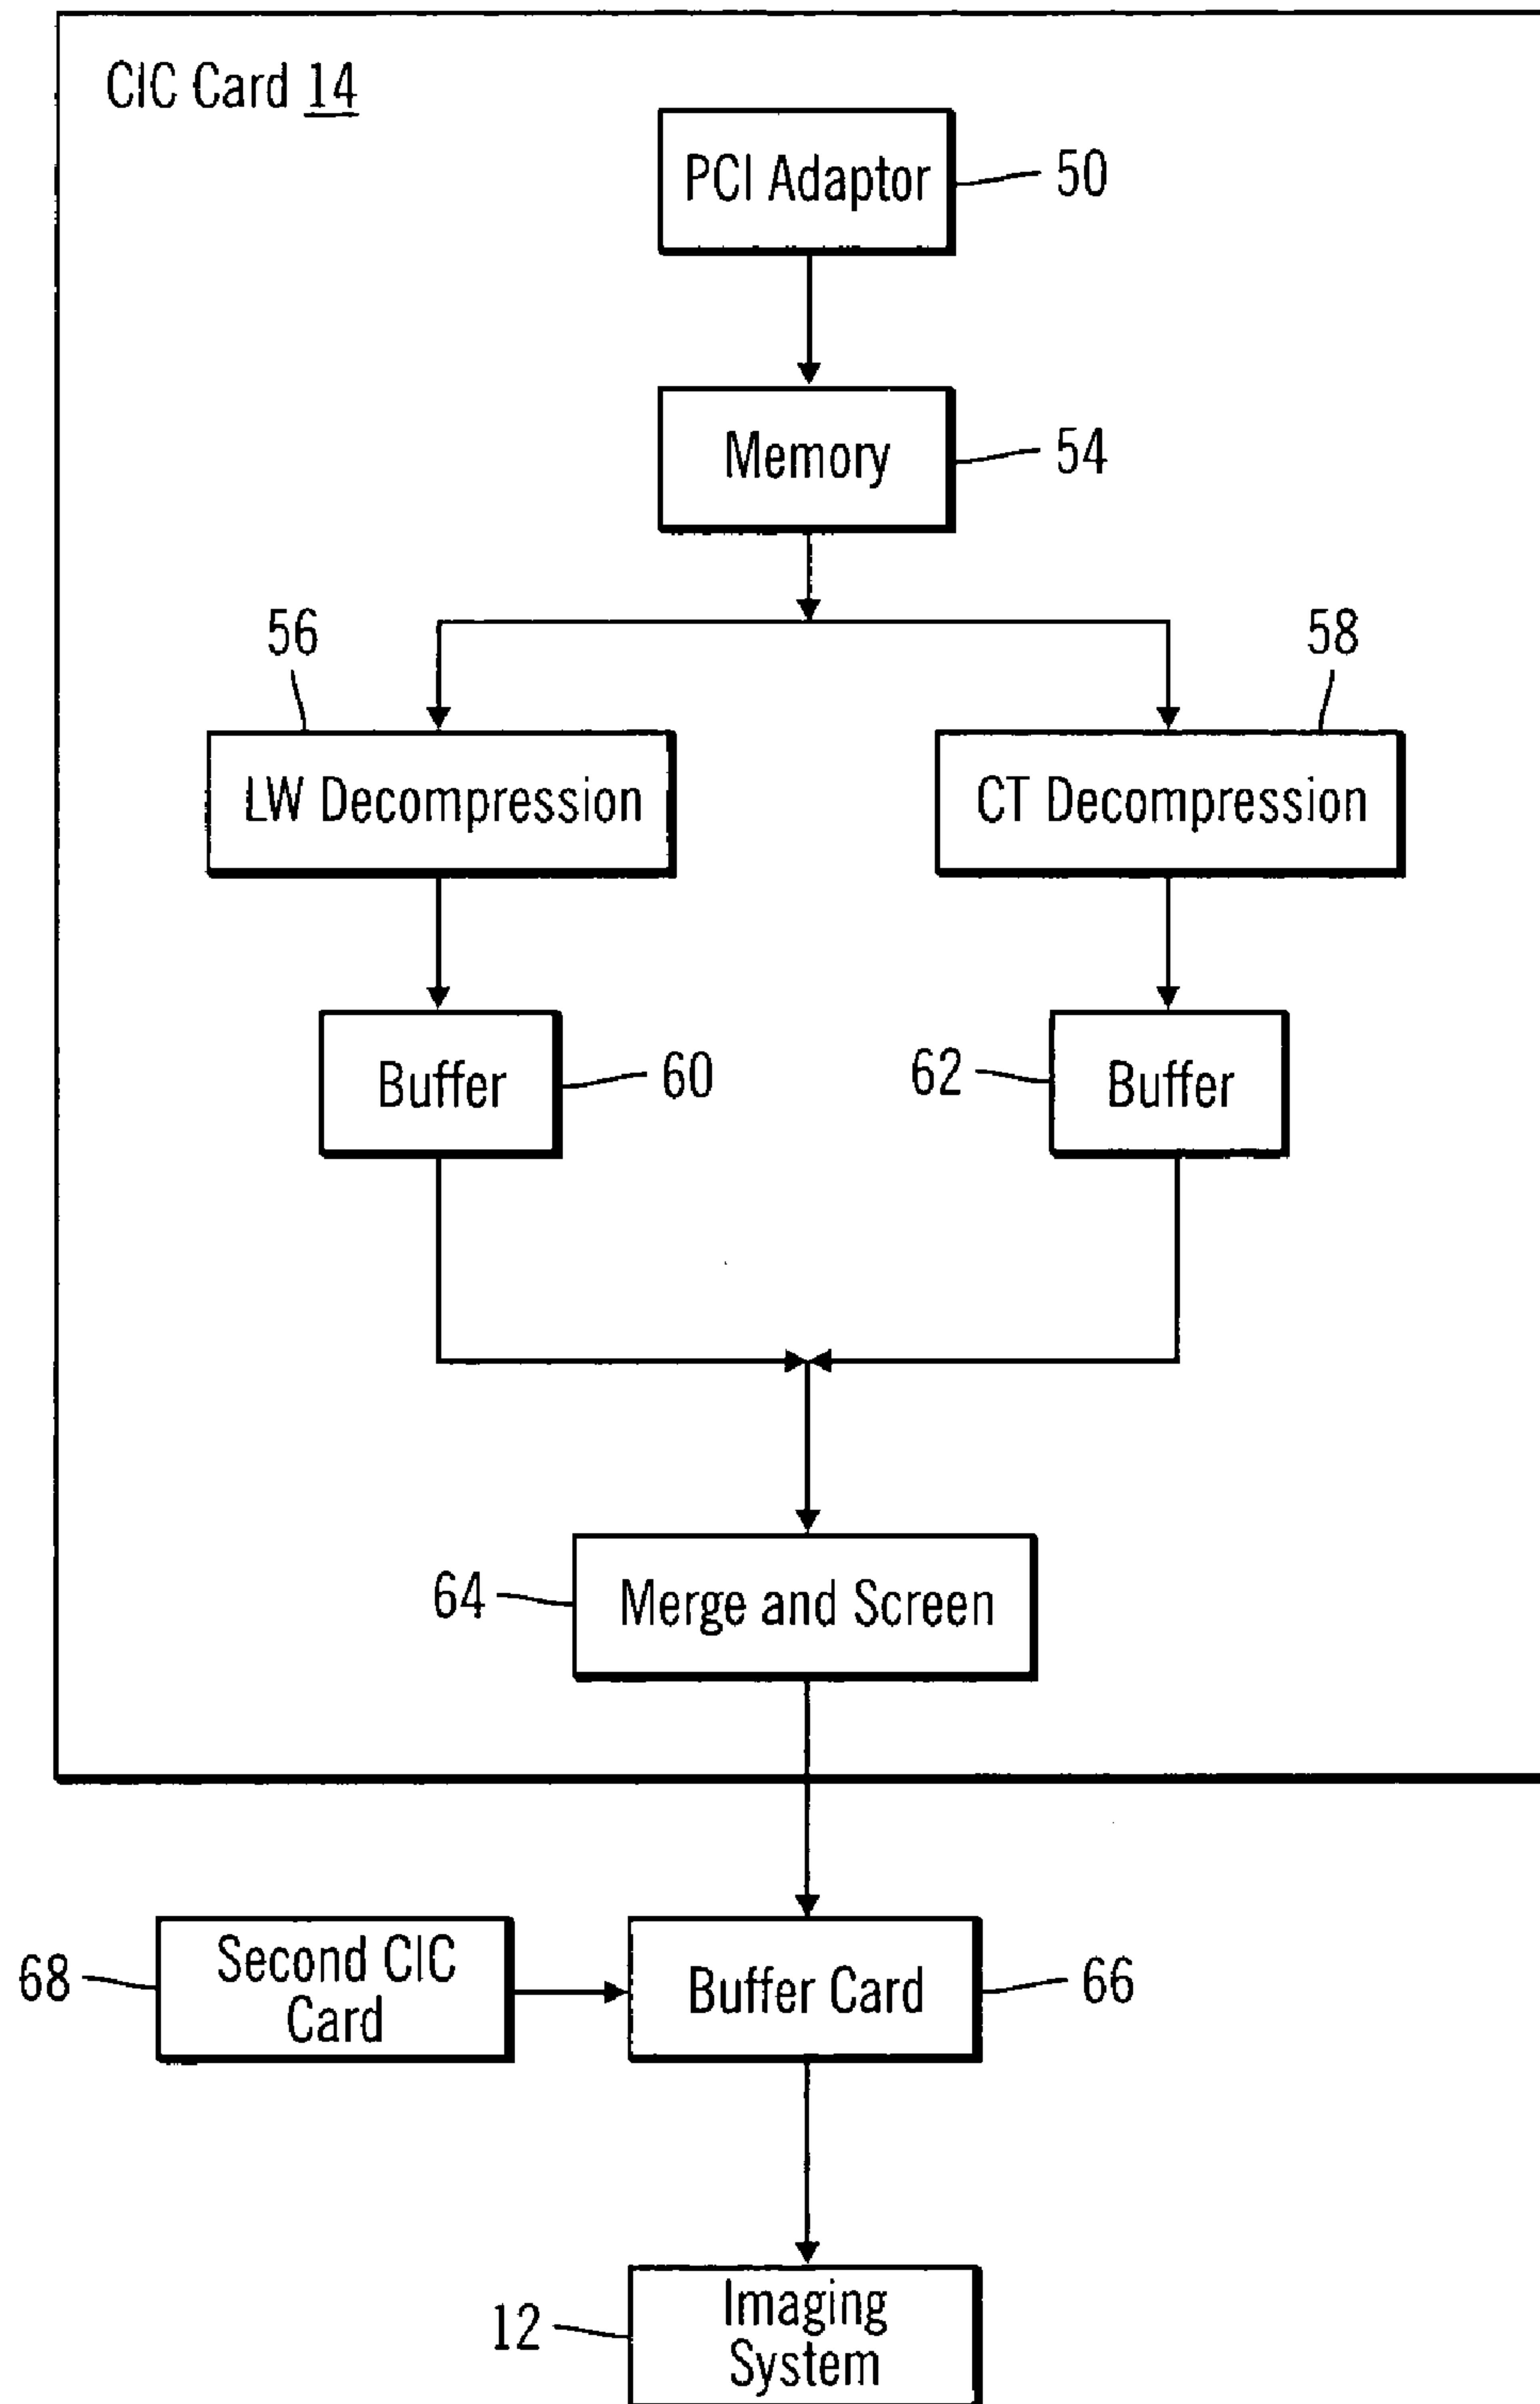 CIC Card 14
PCI Adaptor
50
Memory
54
56
58
LW Decompression
CT Decompression
Buffer
60
62
Buffer
64
Merge and Screen
68
Second CIC
Card
Buffer Card
66
12
Imaging
System